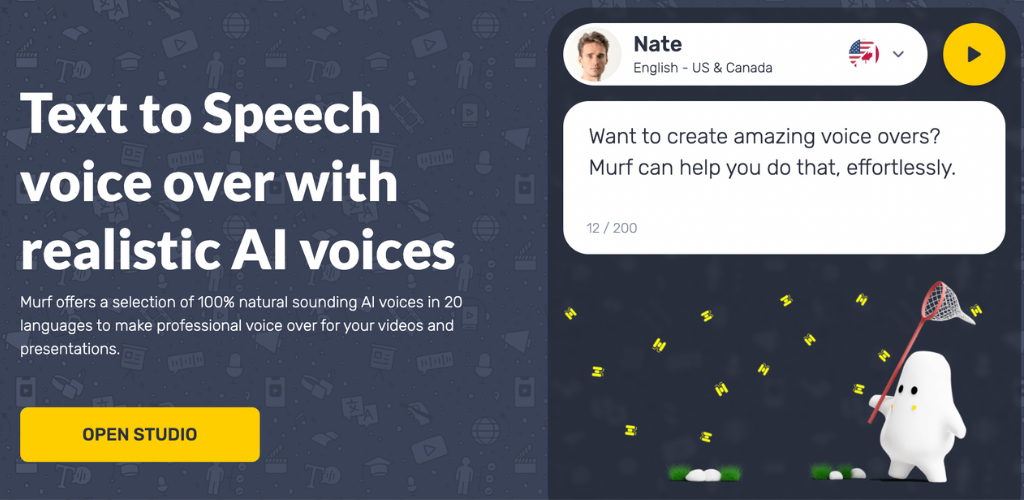 Text to Speech
voice over with
realistic AI voices
Murf offers a selection of 100% natural sounding AI voices in 20
languages to make professional voice over for your videos and
presentations.
OPEN STUDIO
Nate
English - US & Canada
Want to create amazing voice overs?
Murf can help you do that, effortlessly.
12 / 200